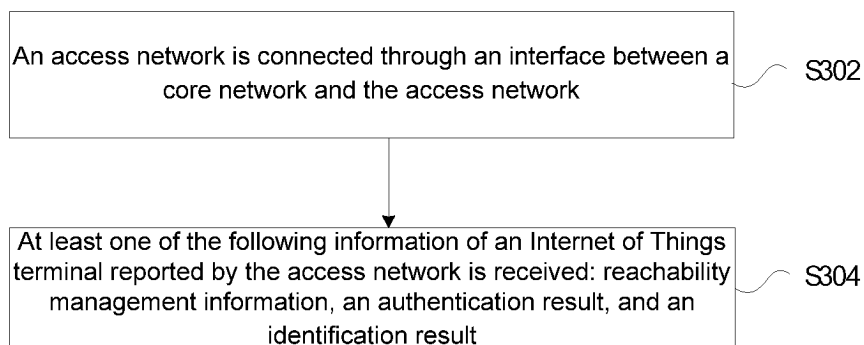 An access network is connected through an interface between a
core network and the access network
S302
At least one of the following information of an Internet of Things
terminal reported by the access network is received: reachability
management information, an authentication result, and an
identification result
S304